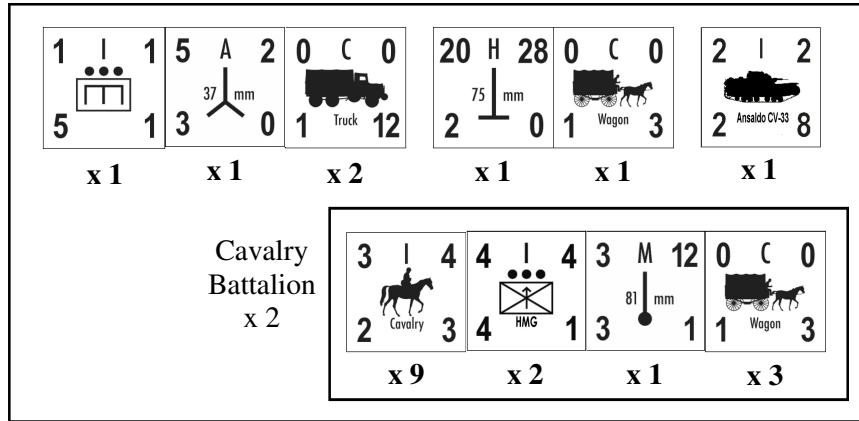 1 I 1 5 A 2 0 C 0 20 H 28 0 C 0 2 I 2
37 mm 75 mm
5 1 3 0 1 Truck 12 2 0 1 Wagon 3 2 Ansaldo CV-33 8
x 1 x 1 x 2 x 1 x 1 x 1
Cavalry
Battalion
x 2
3 I 4 4 I 4 3 M 12 0 C 0
81 mm
2 Cavalry 3 4 HMG 1 3 1 1 Wagon 3
x 9 x 2 x 1 x 3